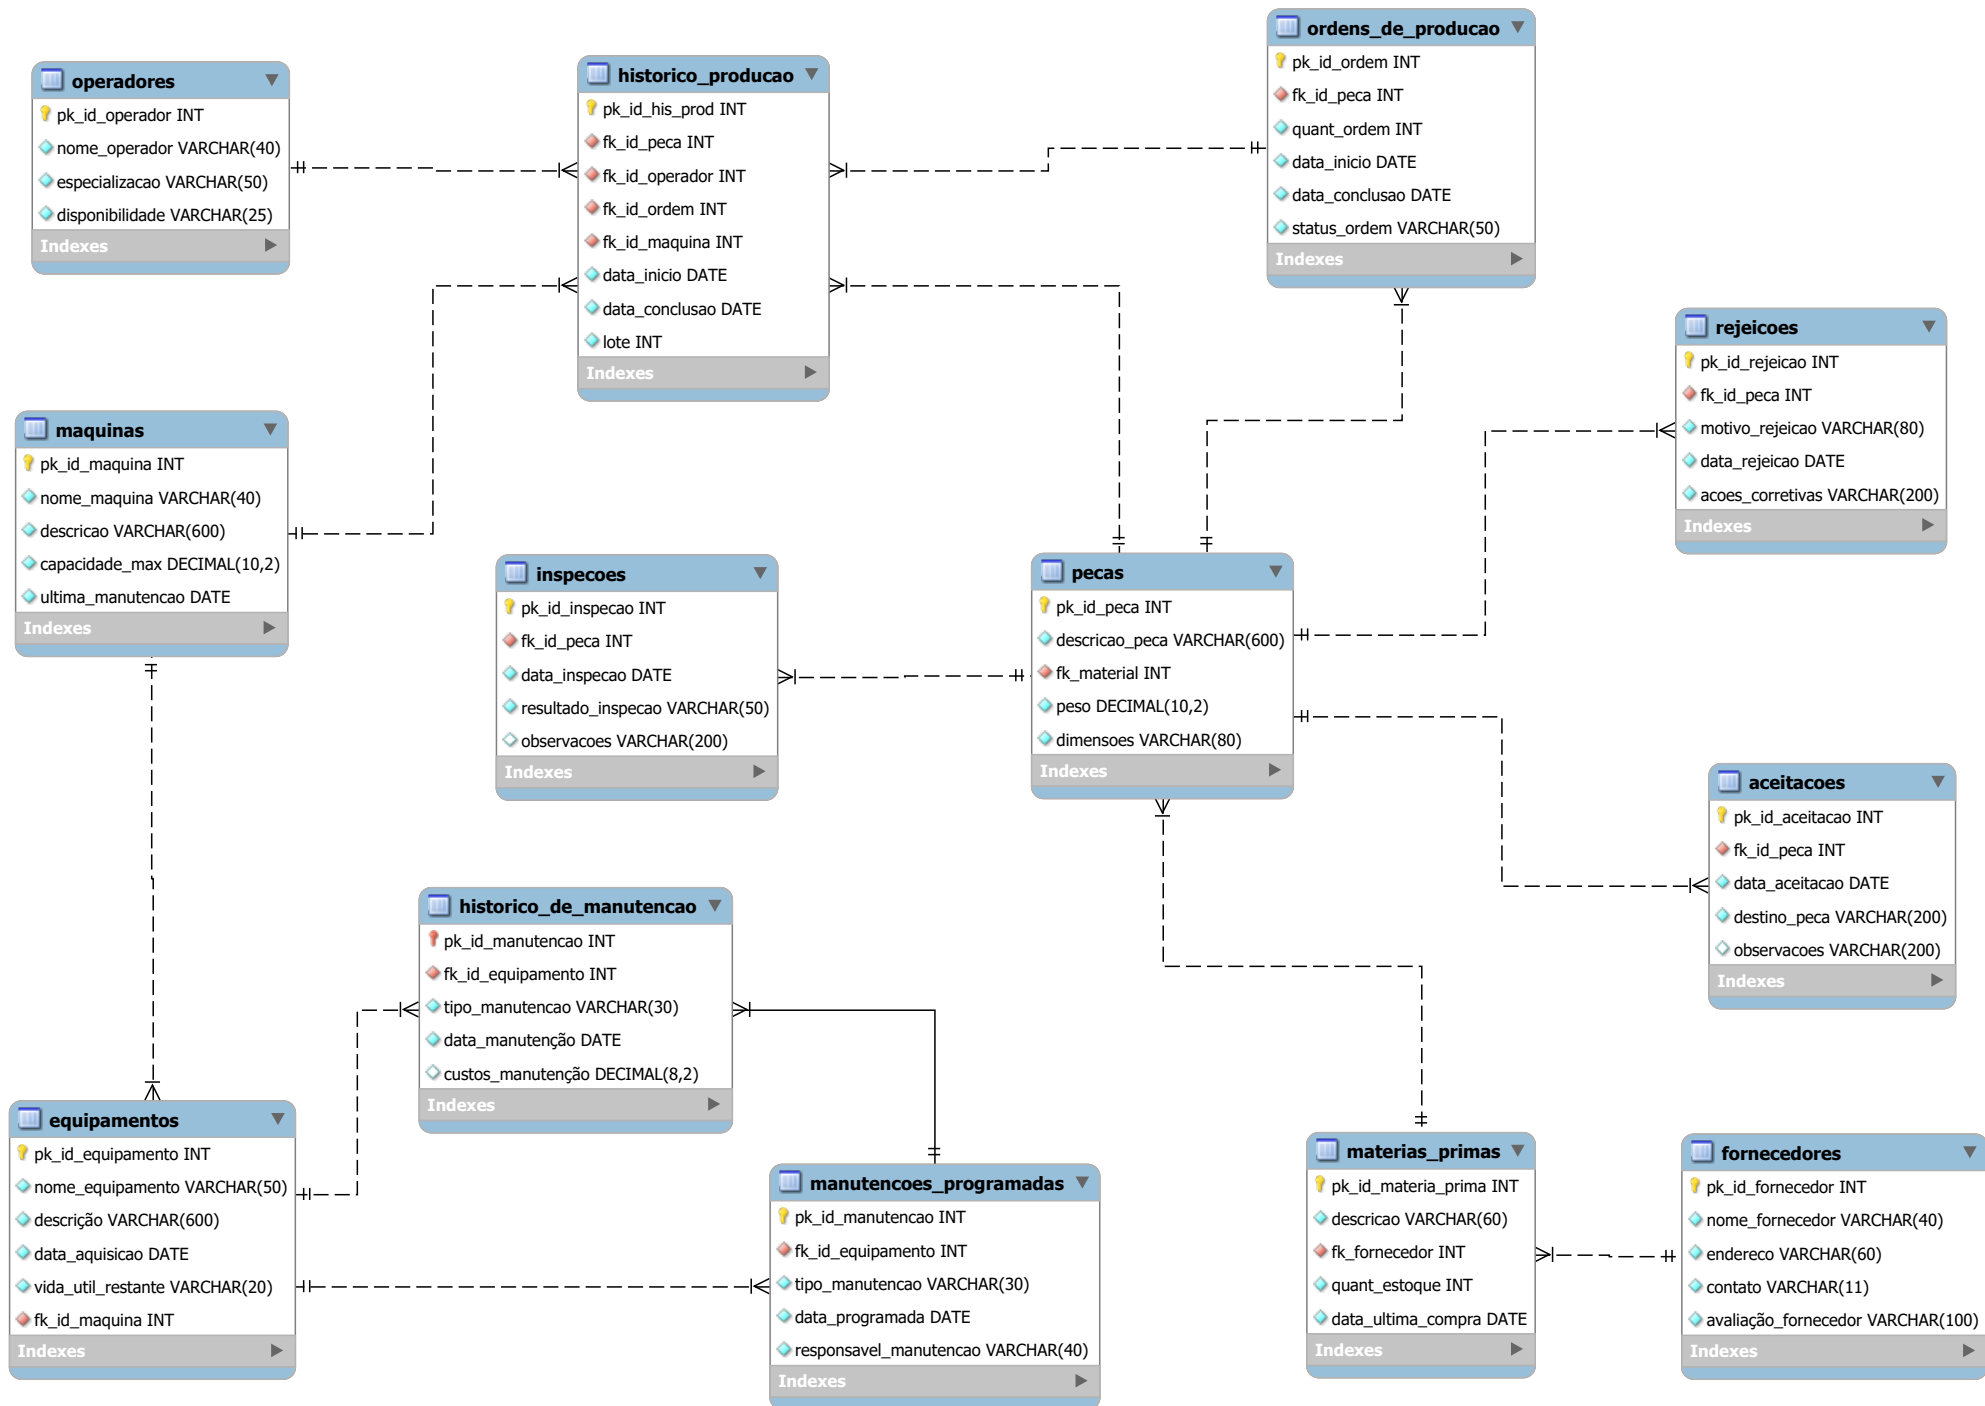 operadores
pk_id_operador INT
nome_operador VARCHAR(40)
especializacao VARCHAR(50)
disponibilidade VARCHAR(25)
Indexes
historico_producao
pk_id_his_prod INT
fk_id_peca INT
fk_id_operador INT
fk_id_ordem INT
fk_id_maquina INT
data_inicio DATE
data_conclusao DATE
lote INT
Indexes
ordens_de_producao
pk_id_ordem INT
fk_id_peca INT
quant_ordem INT
data_inicio DATE
data_conclusao DATE
status_ordem VARCHAR(50)
Indexes
rejeicoes
pk_id_rejeicao INT
fk_id_peca INT
motivo_rejeicao VARCHAR(80)
data_rejeicao DATE
acoes_corretivas VARCHAR(200)
Indexes
maquinas
pk_id_maquina INT
nome_maquina VARCHAR(40)
descricao VARCHAR(600)
capacidade_max DECIMAL(10,2)
ultima_manutencao DATE
Indexes
inspecoes
pk_id_inspecao INT
fk_id_peca INT
data_inspecao DATE
resultado_inspecao VARCHAR(50)
observacoes VARCHAR(200)
Indexes
pecas
pk_id_peca INT
descricao_peca VARCHAR(600)
fk_material INT
peso DECIMAL(10,2)
dimensoes VARCHAR(80)
Indexes
aceitacoes
pk_id_aceitacao INT
fk_id_peca INT
data_aceitacao DATE
destino_peca VARCHAR(200)
observacoes VARCHAR(200)
Indexes
historico_de_manutencao
pk_id_manutencao INT
fk_id_equipamento INT
tipo_manutencao VARCHAR(30)
data_manutenção DATE
custos_manutenção DECIMAL(8,2)
Indexes
equipamentos
pk_id_equipamento INT
nome_equipamento VARCHAR(50)
descrição VARCHAR(600)
data_aquisicao DATE
vida_util_restante VARCHAR(20)
fk_id_maquina INT
Indexes
manutencoes_programadas
pk_id_manutencao INT
fk_id_equipamento INT
tipo_manutencao VARCHAR(30)
data_programada DATE
responsavel_manutencao VARCHAR(40)
Indexes
materias_primas
pk_id_materia_prima INT
descricao VARCHAR(60)
fk_fornecedor INT
quant_estoque INT
data_ultima_compra DATE
Indexes
fornecedores
pk_id_fornecedor INT
nome_fornecedor VARCHAR(40)
endereco VARCHAR(60)
contato VARCHAR(11)
avaliação_fornecedor VARCHAR(100)
Indexes